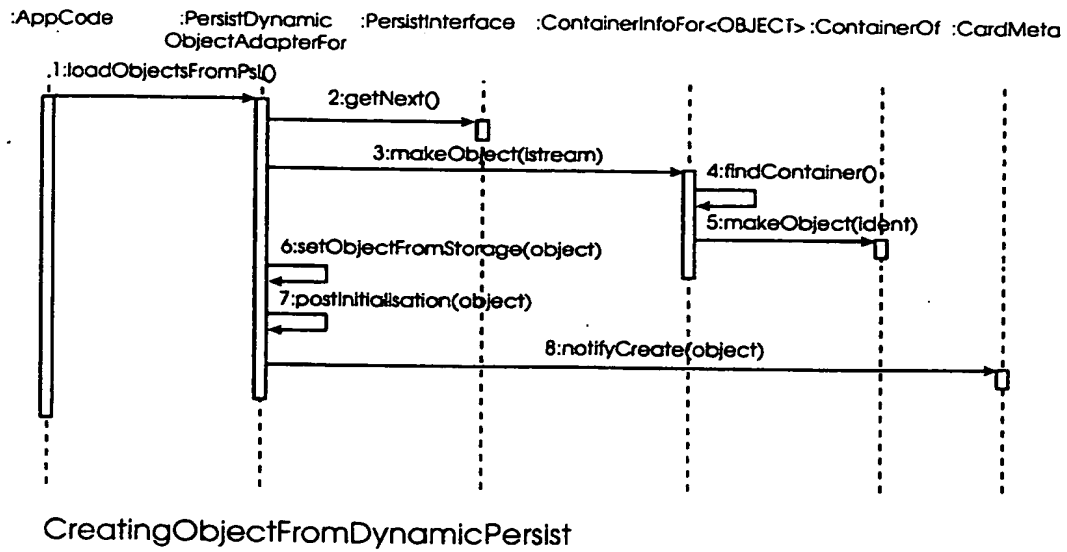 :AppCode :PersistDynamic :PersistInterface :ContainerInfoFor<OBJECT> :ContainerOf :CardMeta
ObjectAdapterFor
1:loadObjectsFromPsl()
2:getNext()
3:makeObject(istream)
4:findContainer()
5:makeObject(ident)
6:setObjectFromStorage(object)
7:postInitialisation(object)
8:notifyCreate(object)
CreatingObjectFromDynamicPersist